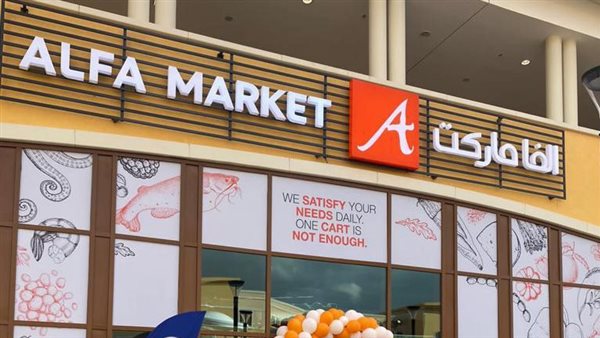 ALFA MARKET
A
الفا ماركت
WE SATISFY YOUR
NEEDS DAILY.
ONE CART IS
NOT ENOUGH.